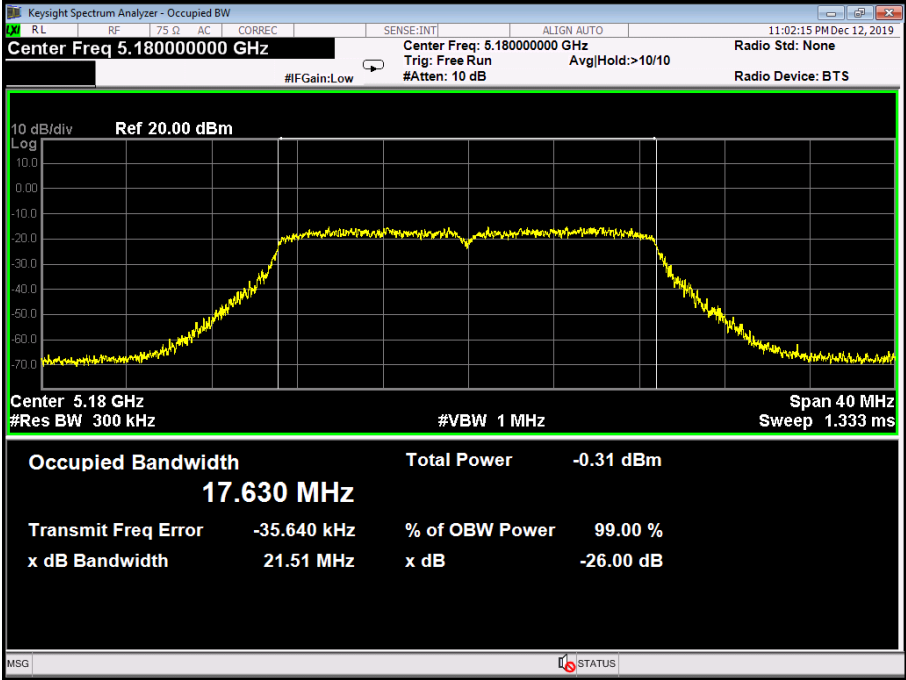 Keysight Spectrum Analyzer - Occupied BW
LXI RL RF 75 Ω AC CORREC SENSE:INT ALIGN AUTO 11:02:15 PM Dec 12, 2019
Center Freq 5.180000000 GHz Center Freq: 5.180000000 GHz Radio Std: None
Trig: Free Run Avg|Hold:>10/10
#IFGain:Low #Atten: 10 dB Radio Device: BTS
10 dB/div Ref 20.00 dBm
Log
10.0
0.00
-10.0
-20.0
-30.0
-40.0
-50.0
-60.0
-70.0
Center 5.18 GHz Span 40 MHz
#Res BW 300 kHz #VBW 1 MHz Sweep 1.333 ms
Occupied Bandwidth Total Power -0.31 dBm
17.630 MHz
Transmit Freq Error -35.640 kHz % of OBW Power 99.00 %
x dB Bandwidth 21.51 MHz x dB -26.00 dB
MSG STATUS